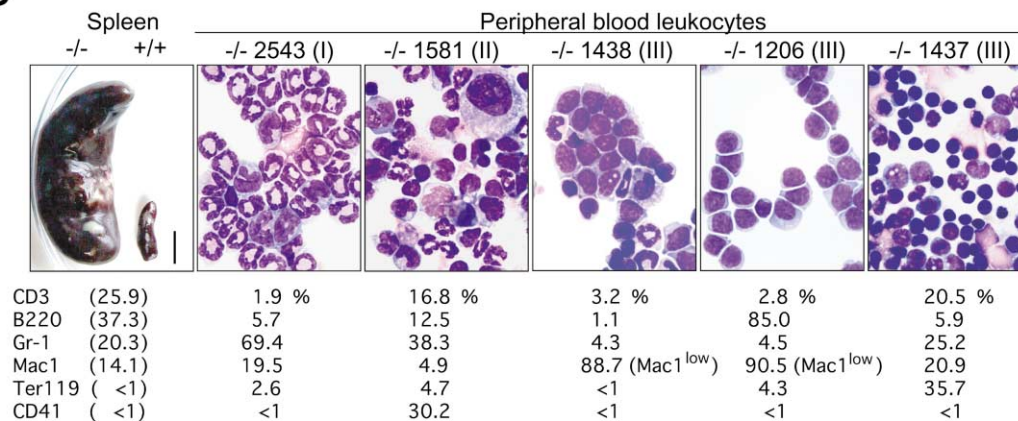 Spleen Peripheral blood leukocytes
-/- +/+ -/- 2543 (I) -/- 1581 (II) -/- 1438 (III) -/- 1206 (III) -/- 1437 (III)
CD3 (25.9) 1.9 % 16.8 % 3.2 % 2.8 % 20.5 %
B220 (37.3) 5.7 12.5 1.1 85.0 5.9
Gr-1 (20.3) 69.4 38.3 4.3 4.5 25.2
Mac1 (14.1) 19.5 4.9 88.7 (Mac1low) 90.5 (Mac1low) 20.9
Ter119 ( <1) 2.6 4.7 <1 4.3 35.7
CD41 ( <1) <1 30.2 <1 <1 <1